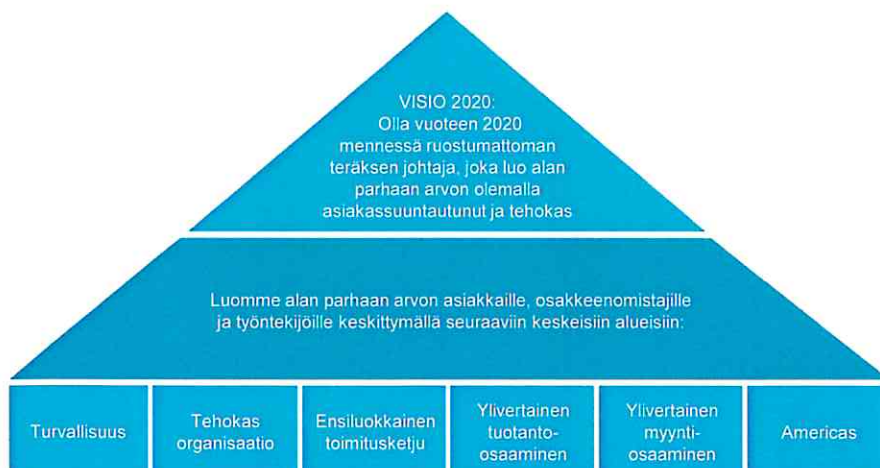 VISIO 2020:
Olla vuoteen 2020
mennessä ruostumattoman
teräksen johtaja, joka luo alan
parhaan arvon olemalla
asiakassuuntautunut ja tehokas
Luomme alan parhaan arvon asiakkaille, osakkeenomistajille
ja työntekijöille keskittymällä seuraaviin keskeisiin alueisiin:
Turvallisuus
Tehokas
organisaatio
Ensiluokkainen
toimitusketju
Ylivertainen
tuotanto-
osaaminen
Ylivertainen
myynti-
osaaminen
Americas